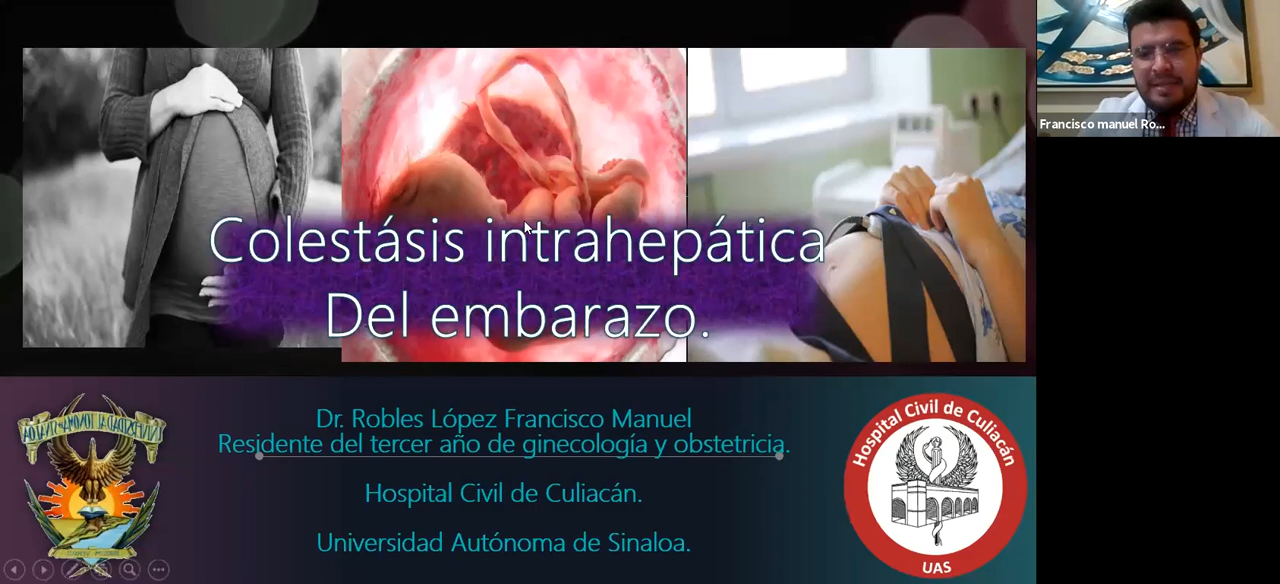 Colestásis intrahepática
Del embarazo.
Francisco manuel Ro...
Dr. Robles López Francisco Manuel
Residente del tercer año de ginecología y obstetricia.
Hospital Civil de Culiacán.
Universidad Autónoma de Sinaloa.
Hospital Civil de Culiacán
UAS